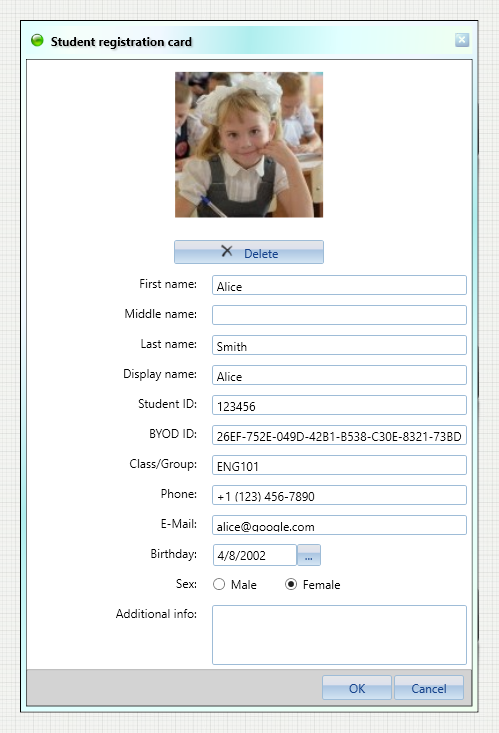 Student registration card
Delete
First name: Alice
Middle name:
Last name: Smith
Display name: Alice
Student ID: 123456
BYOD ID: 26EF-752E-049D-42B1-B538-C30E-8321-73BD
Class/Group: ENG101
Phone: +1 (123) 456-7890
E-Mail: alice@google.com
Birthday: 4/8/2002 ...
Sex: Male Female
Additional info:
OK Cancel